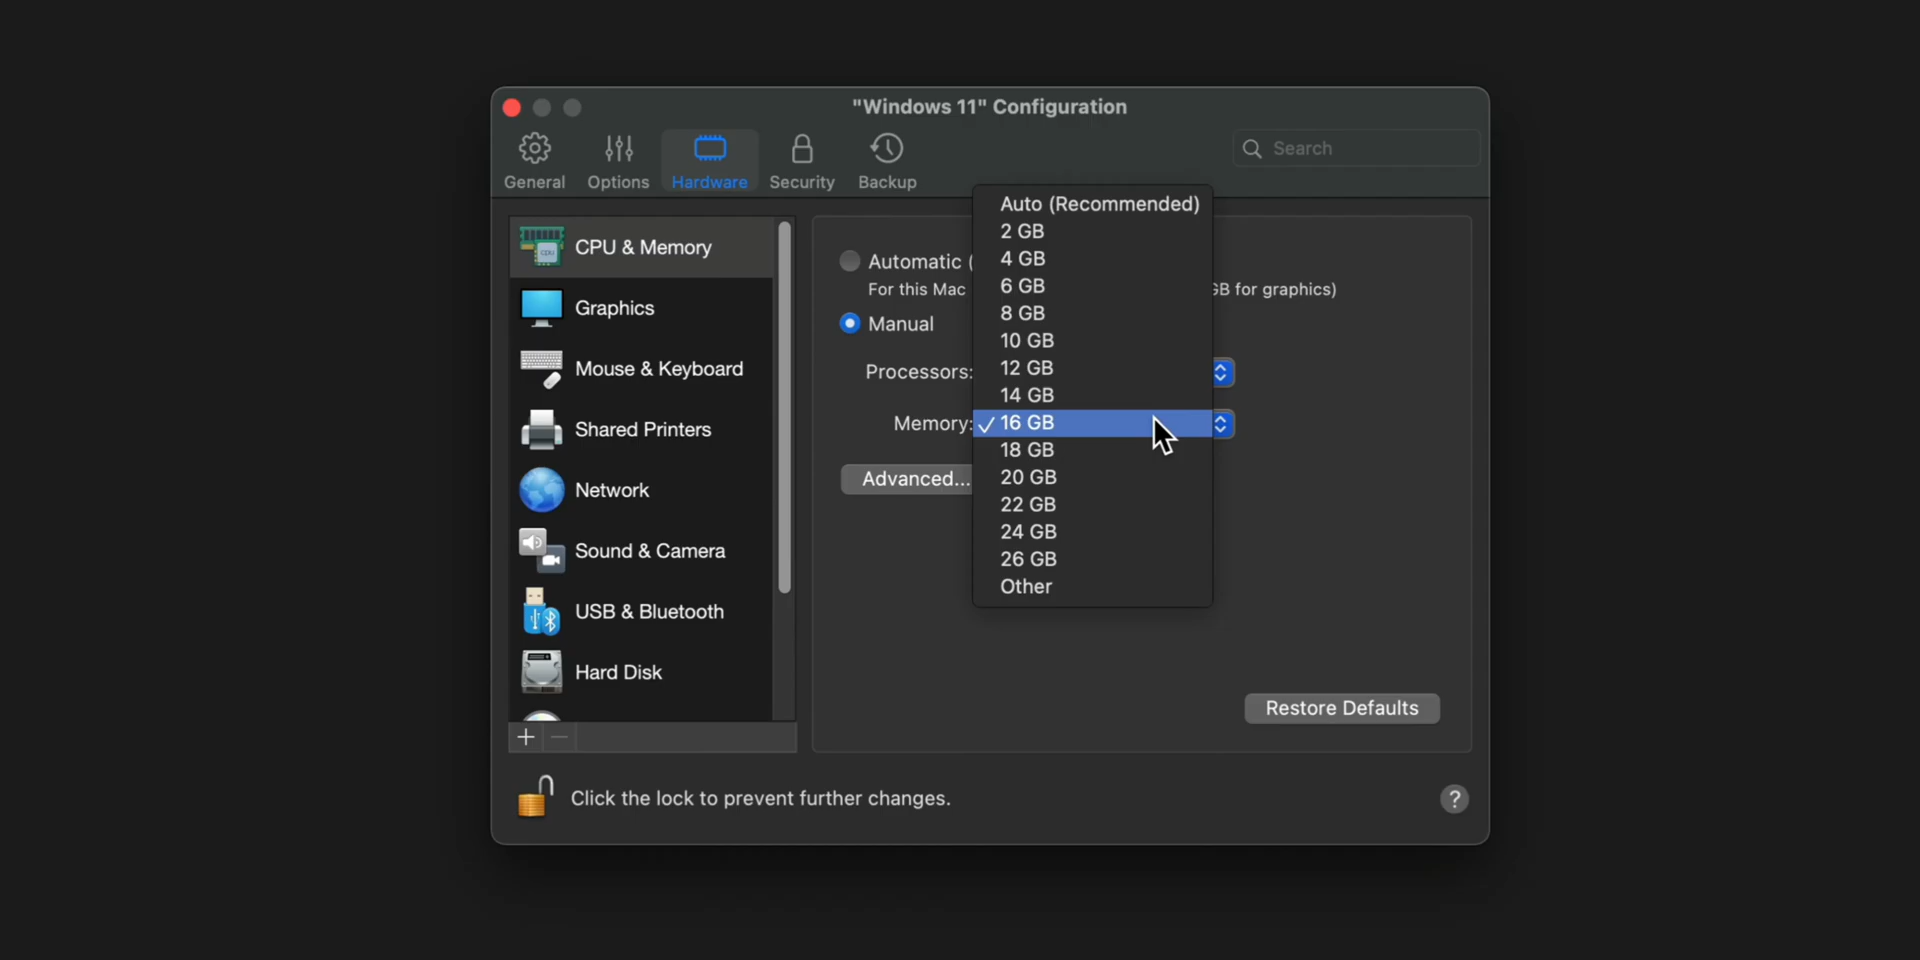 "Windows 11" Configuration
General
Options
Hardware
Security
Backup
Search
CPU & Memory
Graphics
Mouse & Keyboard
Shared Printers
Network
Sound & Camera
USB & Bluetooth
Hard Disk
Automatic (
For this Mac
GB for graphics)
Manual
Processors:
Memory:
Advanced...
Auto (Recommended)
2 GB
4 GB
6 GB
8 GB
10 GB
12 GB
14 GB
✓ 16 GB
18 GB
20 GB
22 GB
24 GB
26 GB
Other
Restore Defaults
+ −
Click the lock to prevent further changes.
?